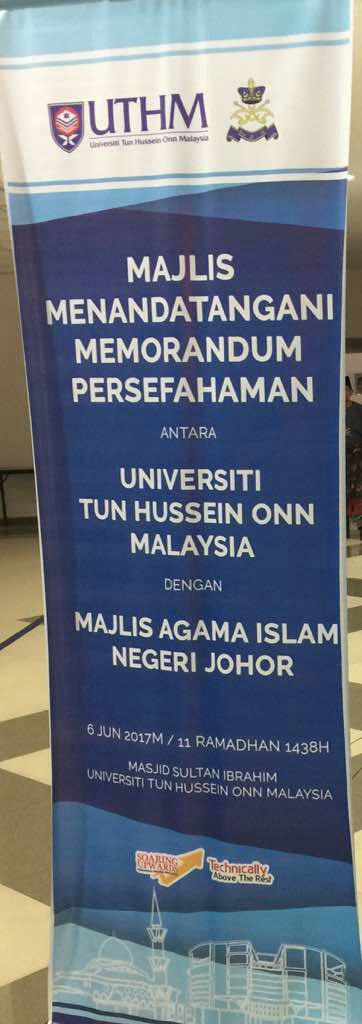 UTHM
Universiti Tun Hussein Onn Malaysia
MAJLIS
MENANDATANGANI
MEMORANDUM
PERSEFAHAMAN
ANTARA
UNIVERSITI
TUN HUSSEIN ONN
MALAYSIA
DENGAN
MAJLIS AGAMA ISLAM
NEGERI JOHOR
6 JUN 2017M / 11 RAMADHAN 1438H
MASJID SULTAN IBRAHIM
UNIVERSITI TUN HUSSEIN ONN MALAYSIA
SOARING
UPWARDS
Technically
Above The Rest